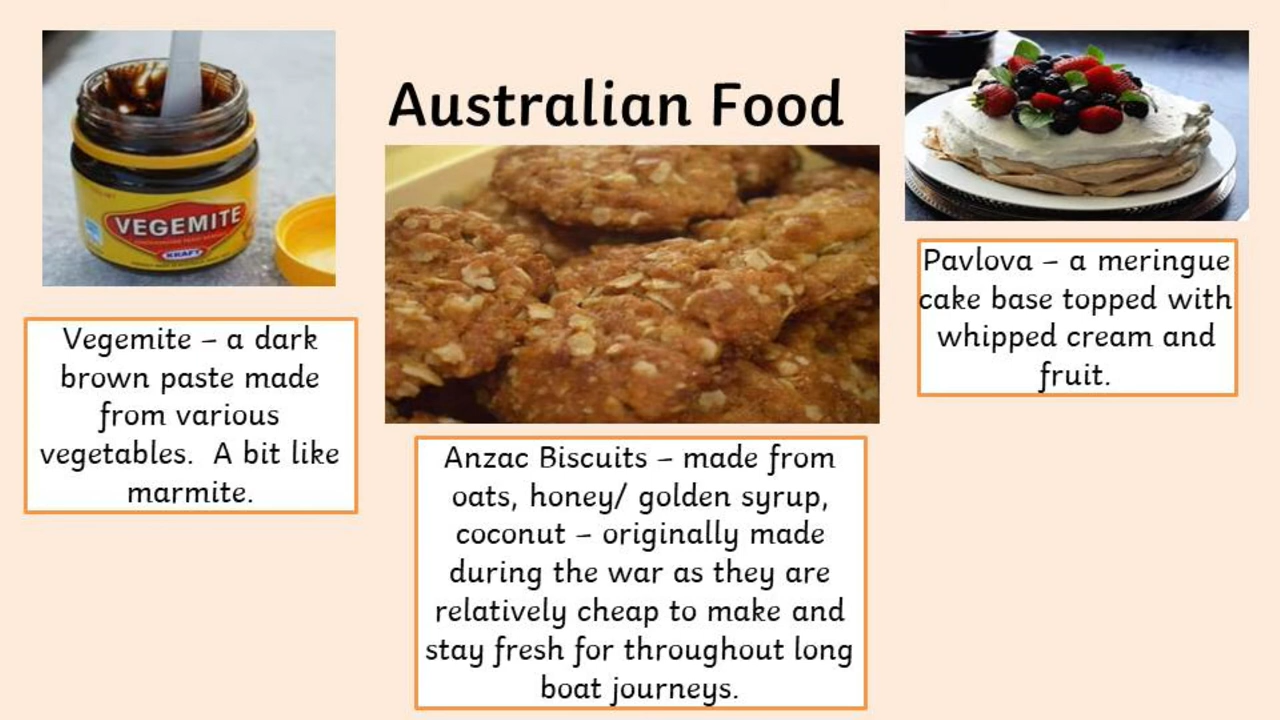 Australian Food
VEGEMITE
KRAFT
Vegemite – a dark
brown paste made
from various
vegetables.  A bit like
marmite.
Anzac Biscuits – made from
oats, honey/ golden syrup,
coconut – originally made
during the war as they are
relatively cheap to make and
stay fresh for throughout long
boat journeys.
Pavlova – a meringue
cake base topped with
whipped cream and
fruit.